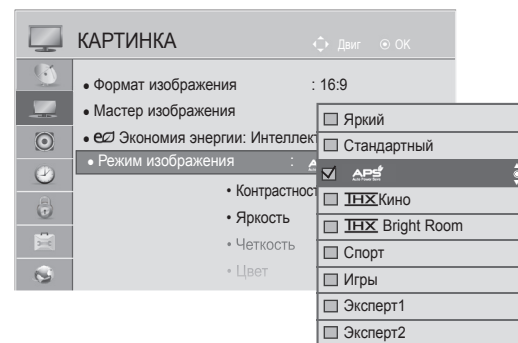 КАРТИНКА
Двиг ОК
• Формат изображения : 16:9
• Мастер изображения
• Экономия энергии: Интеллект
• Режим изображения :
• Контрастност
• Яркость
• Четкость
• Цвет
Яркий
Стандартный
APS
THX Кино
THX Bright Room
Спорт
Игры
Эксперт1
Эксперт2